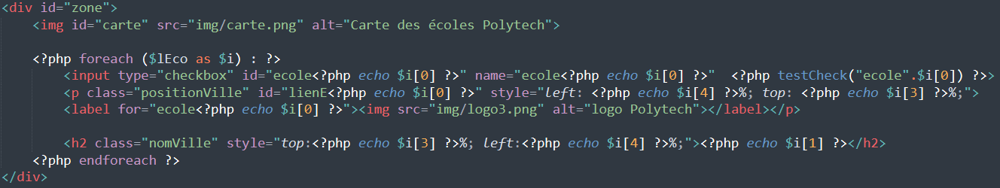 <div id="zone">
<img id="carte" src="img/carte.png" alt="Carte des écoles Polytech">
<?php foreach ($lEco as $i) : ?>
<input type="checkbox" id="ecole<?php echo $i[0] ?>" name="ecole<?php echo $i[0] ?>"  <?php testCheck("ecole".$i[0]) ?>>
<p class="positionVille" id="lienE<?php echo $i[0] ?>" style="left: <?php echo $i[4] ?>%; top: <?php echo $i[3] ?>%;">
<label for="ecole<?php echo $i[0] ?>"><img src="img/logo3.png" alt="logo Polytech"></label></p>
<h2 class="nomVille" style="top:<?php echo $i[3] ?>%; left:<?php echo $i[4] ?>%;"><?php echo $i[1] ?></h2>
<?php endforeach ?>
</div>